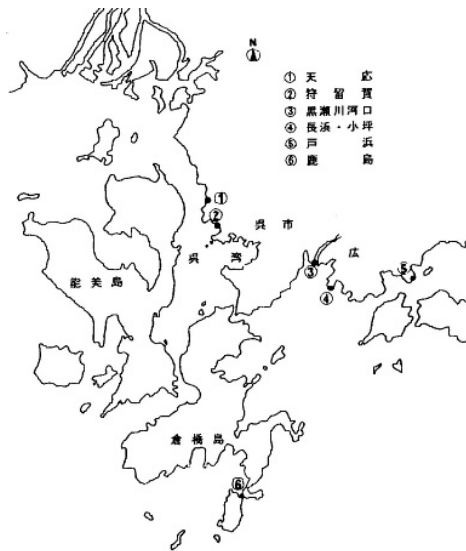 N
① 天応
② 狩留賀
③ 黒瀬川河口
④ 長浜・小坪
⑤ 戸浜
⑥ 鹿島
①
②
呉市
呉湾
広
③
④
⑤
能美島
倉橋島
⑥